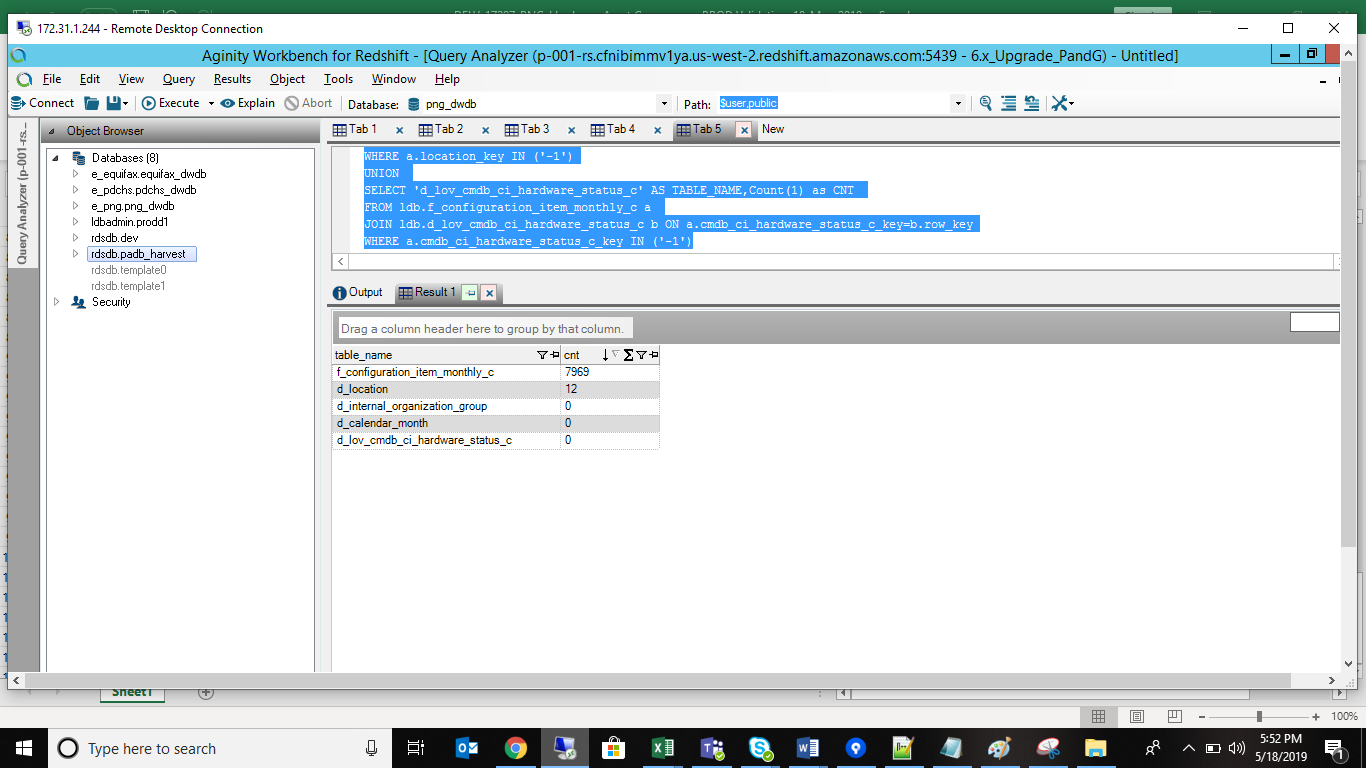 172.31.1.244 - Remote Desktop Connection
Aginity Workbench for Redshift - [Query Analyzer (p-001-rs.cfnibimmv1ya.us-west-2.redshift.amazonaws.com:5439 - 6.x_Upgrade_PandG) - Untitled]
File Edit View Query Results Object Tools Window Help
Connect Execute Explain Abort Database: png_dwdb Path: $user,public
Query Analyzer (p-001-rs...
Object Browser
Tab 1 Tab 2 Tab 3 Tab 4 Tab 5 New
Databases (8)
e_equifax.equifax_dwdb
e_pdchs.pdchs_dwdb
e_png.png_dwdb
ldbadmin.prodd1
rdsdb.dev
rdsdb.padb_harvest
rdsdb.template0
rdsdb.template1
Security
WHERE a.location_key IN ('-1')
UNION
SELECT 'd_lov_cmdb_ci_hardware_status_c' AS TABLE_NAME,Count(1) as CNT
FROM ldb.f_configuration_item_monthly_c a
JOIN ldb.d_lov_cmdb_ci_hardware_status_c b ON a.cmdb_ci_hardware_status_c_key=b.row_key
WHERE a.cmdb_ci_hardware_status_c_key IN ('-1')
Output Result 1
Drag a column header here to group by that column.
table_name cnt
f_configuration_item_monthly_c 7969
d_location 12
d_internal_organization_group 0
d_calendar_month 0
d_lov_cmdb_ci_hardware_status_c 0
Sheet1
100%
Type here to search
5:52 PM
5/18/2019
1